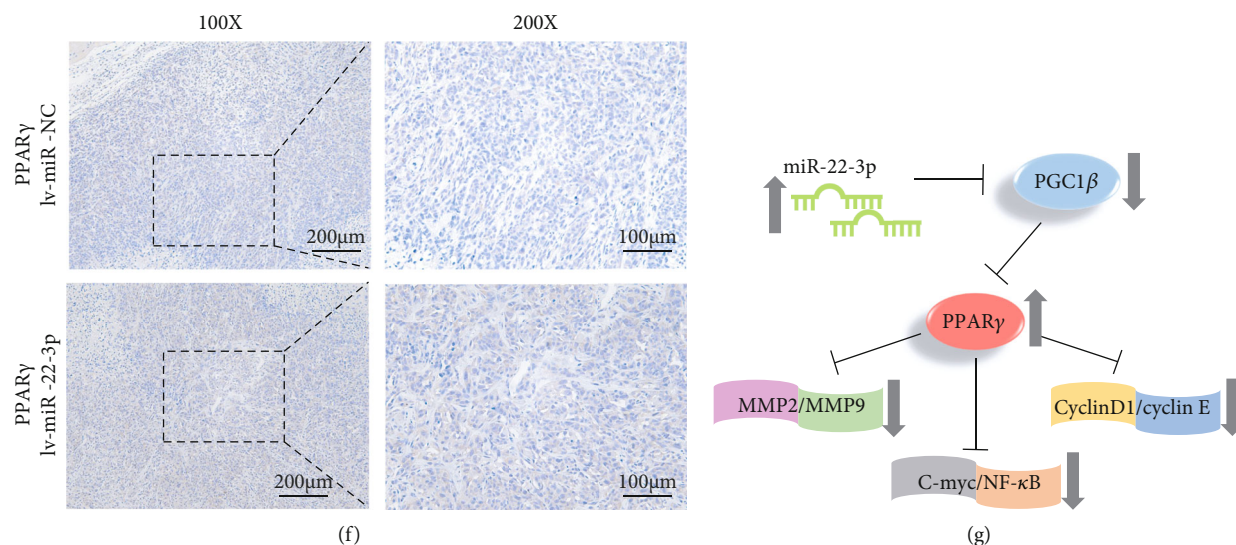 100X
200X
PPARγ
lv-miR -NC
200μm
100μm
PPARγ
lv-miR -22-3p
200μm
100μm
(f)
miR-22-3p
PGC1β
PPARγ
MMP2/MMP9
CyclinD1/cyclin E
C-myc/NF-κB
(g)